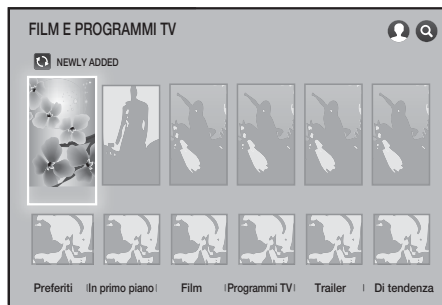 FILM E PROGRAMMI TV
NEWLY ADDED
Preferiti | In primo piano | Film | Programmi TV | Trailer | Di tendenza